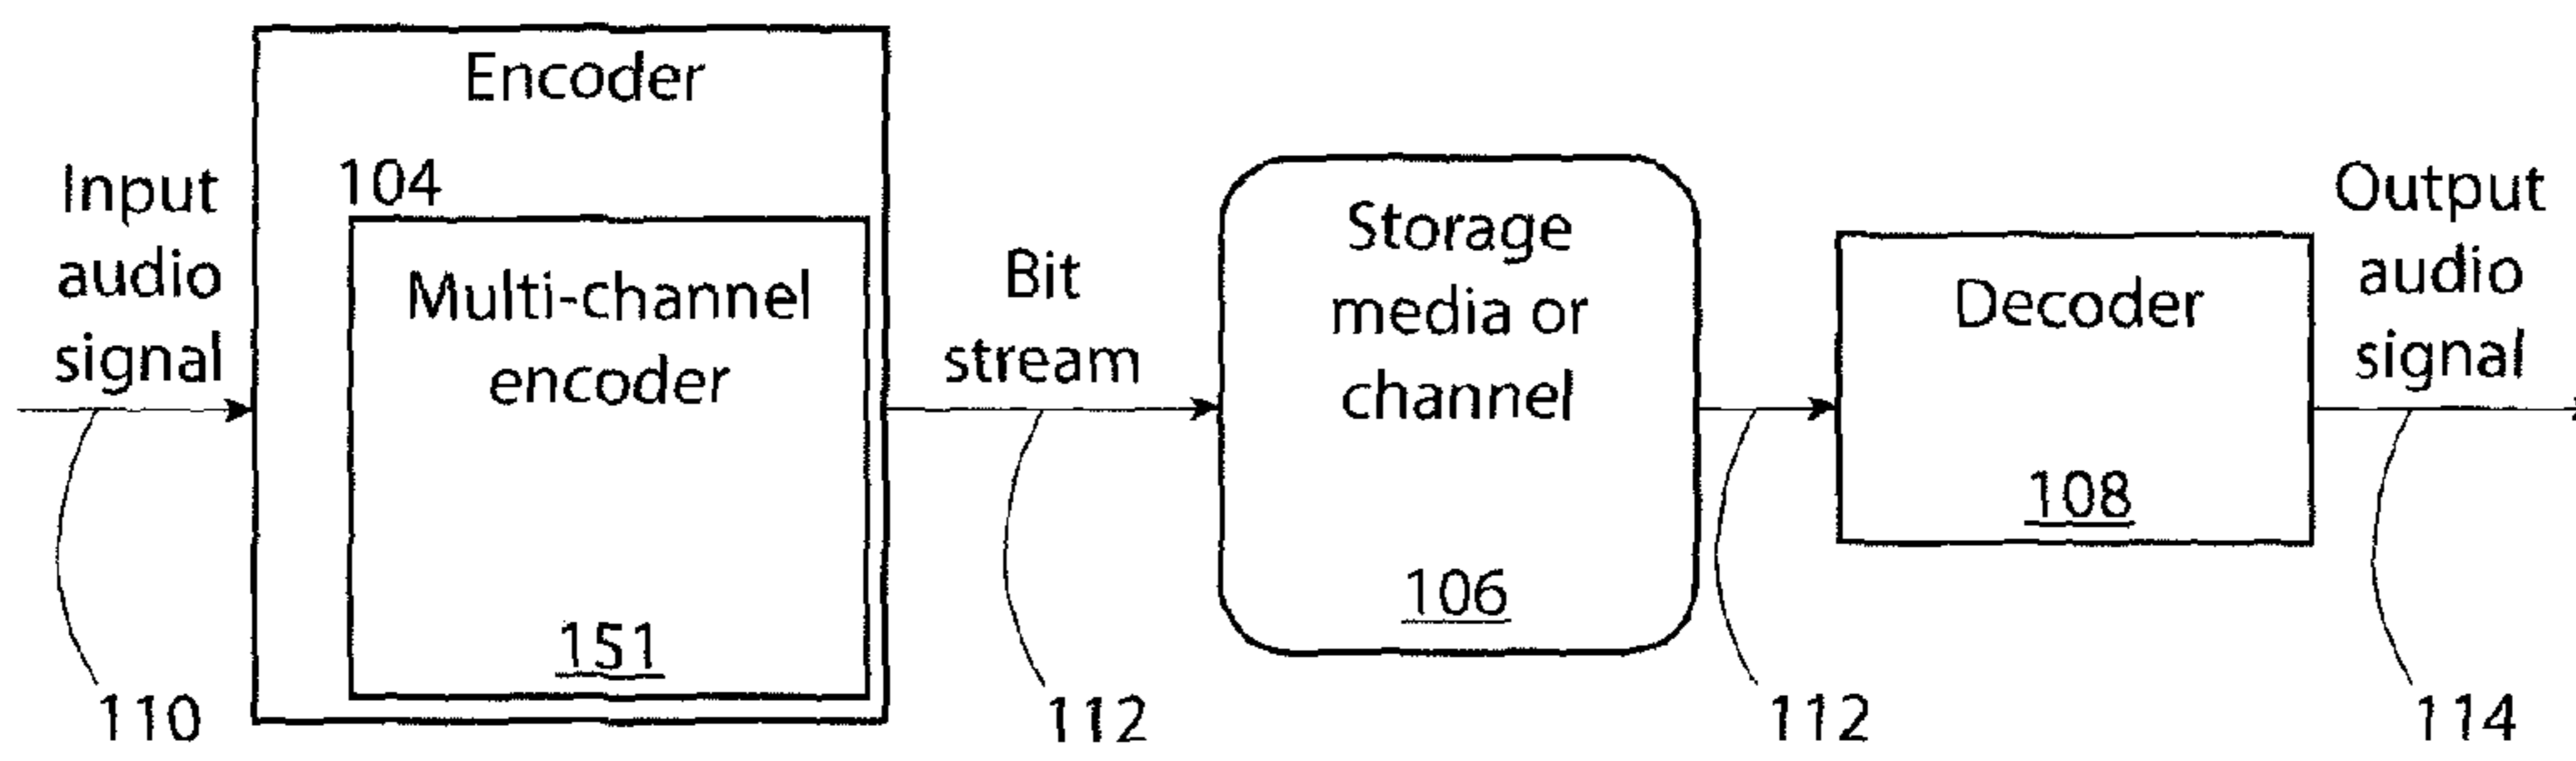 Input
audio
signal
110
Encoder
104
Multi-channel
encoder
151
Bit
stream
112
Storage
media or
channel
106
112
Decoder
108
Output
audio
signal
114